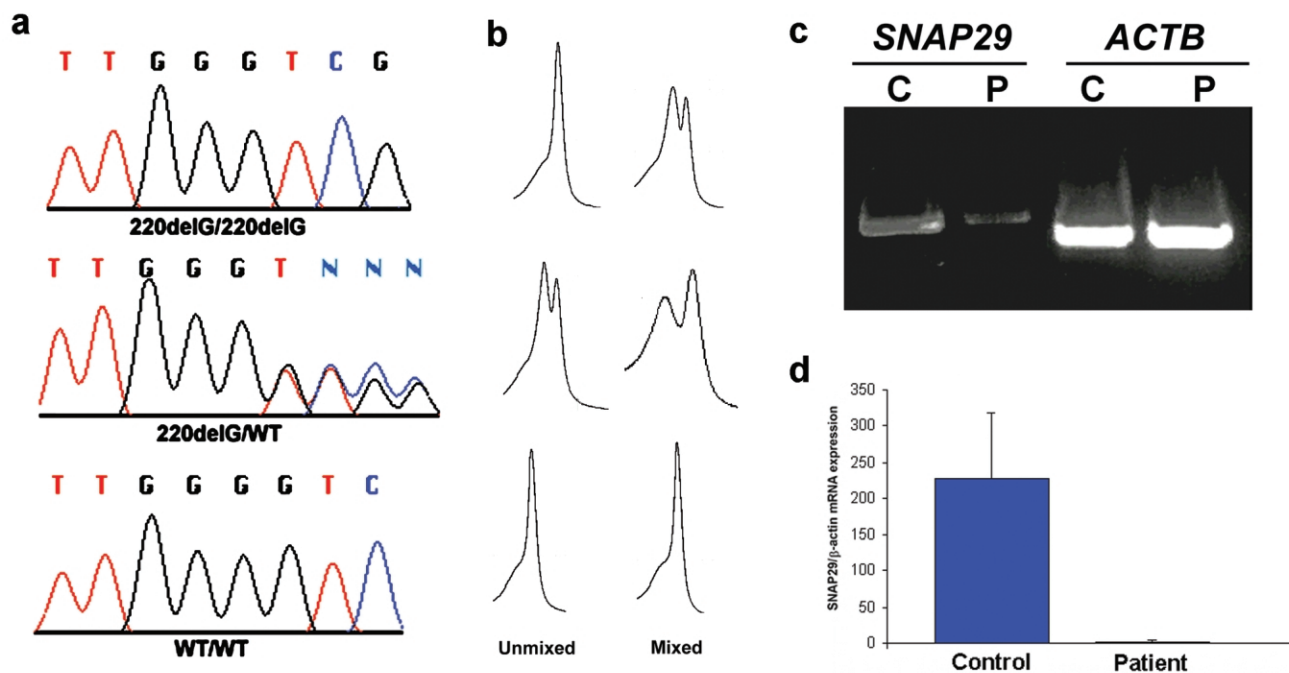 a
T T G G G T C G
220delG/220delG
T T G G G T N N N
220delG/WT
T T G G G G T C
WT/WT
b
Unmixed Mixed
c
SNAP29 ACTB
C P C P
d
SNAP29/β-actin mRNA expression
350
300
250
200
150
100
50
0
Control Patient